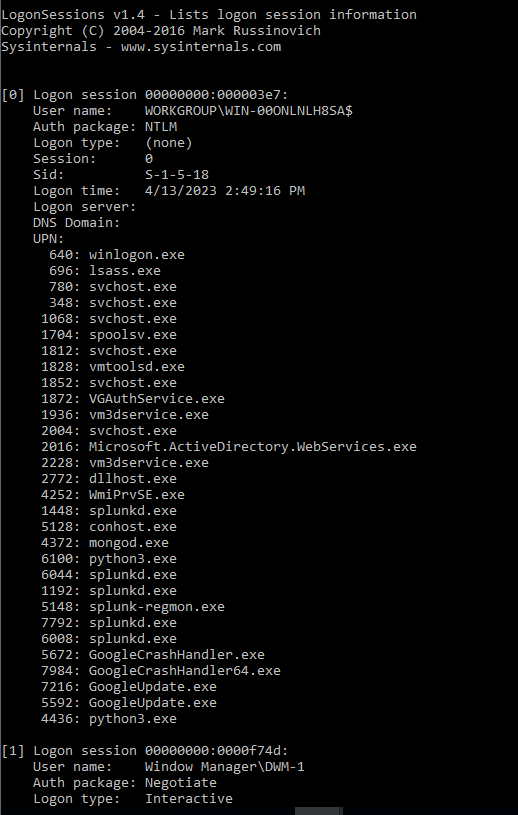 LogonSessions v1.4 - Lists logon session information
Copyright (C) 2004-2016 Mark Russinovich
Sysinternals - www.sysinternals.com
[0] Logon session 00000000:000003e7:
User name:    WORKGROUP\WIN-00ONLNLH8SA$
Auth package: NTLM
Logon type:   (none)
Session:      0
Sid:          S-1-5-18
Logon time:   4/13/2023 2:49:16 PM
Logon server:
DNS Domain:
UPN:
640: winlogon.exe
696: lsass.exe
780: svchost.exe
348: svchost.exe
1068: svchost.exe
1704: spoolsv.exe
1812: svchost.exe
1828: vmtoolsd.exe
1852: svchost.exe
1872: VGAuthService.exe
1936: vm3dservice.exe
2004: svchost.exe
2016: Microsoft.ActiveDirectory.WebServices.exe
2228: vm3dservice.exe
2772: dllhost.exe
4252: WmiPrvSE.exe
1448: splunkd.exe
5128: conhost.exe
4372: mongod.exe
6100: python3.exe
6044: splunkd.exe
1192: splunkd.exe
5148: splunk-regmon.exe
7792: splunkd.exe
6008: splunkd.exe
5672: GoogleCrashHandler.exe
7984: GoogleCrashHandler64.exe
7216: GoogleUpdate.exe
5592: GoogleUpdate.exe
4436: python3.exe
[1] Logon session 00000000:0000f74d:
User name:    Window Manager\DWM-1
Auth package: Negotiate
Logon type:   Interactive